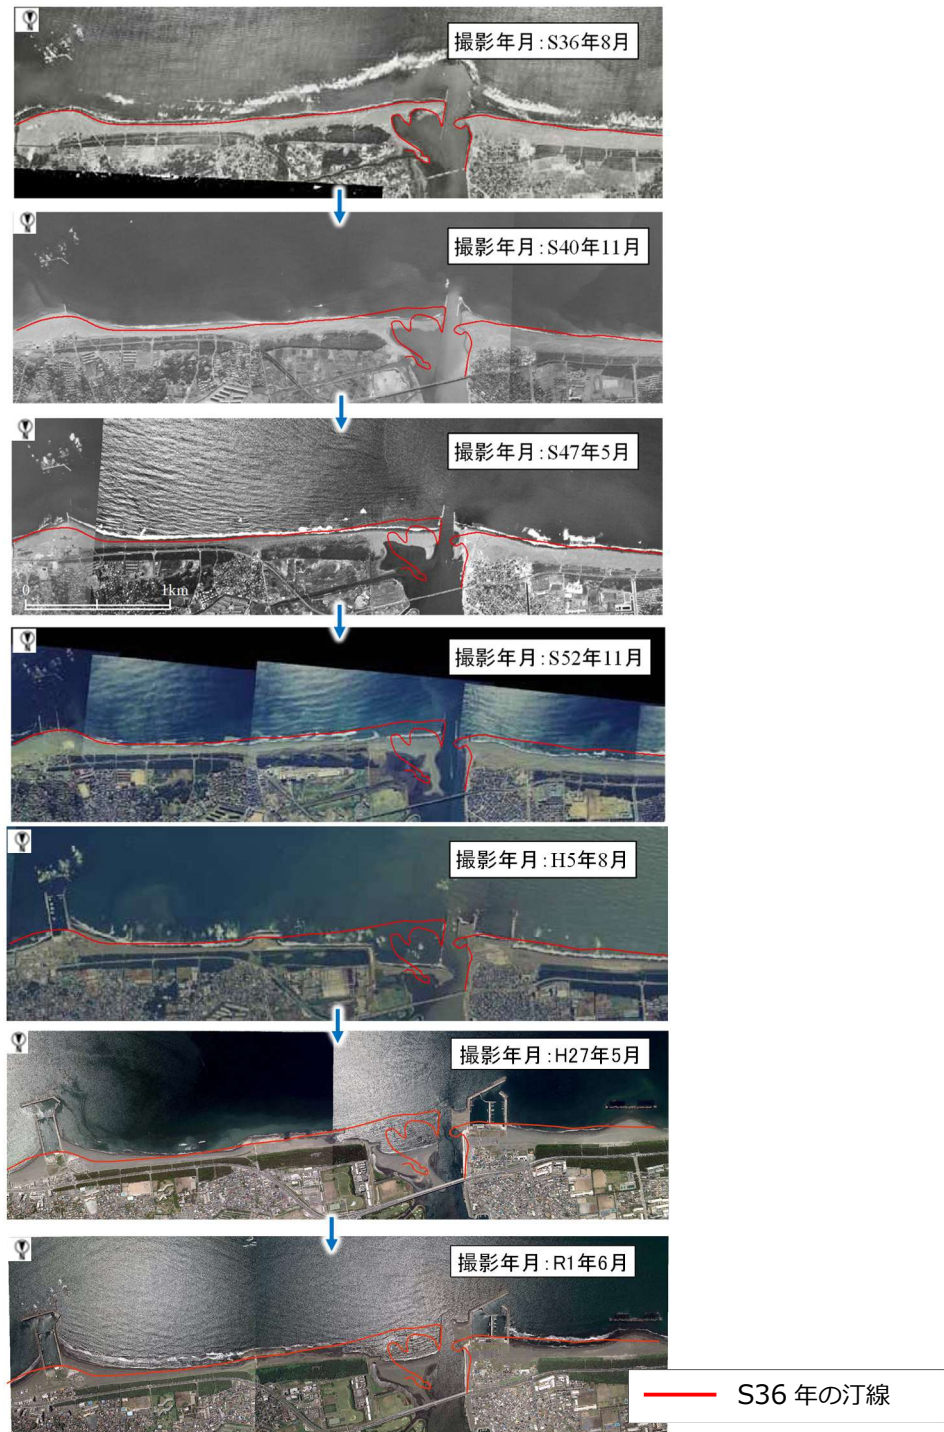 撮影年月:S36年8月
撮影年月:S40年11月
撮影年月:S47年5月
0 1km
撮影年月:S52年11月
撮影年月:H5年8月
撮影年月:H27年5月
撮影年月:R1年6月
S36 年の汀線